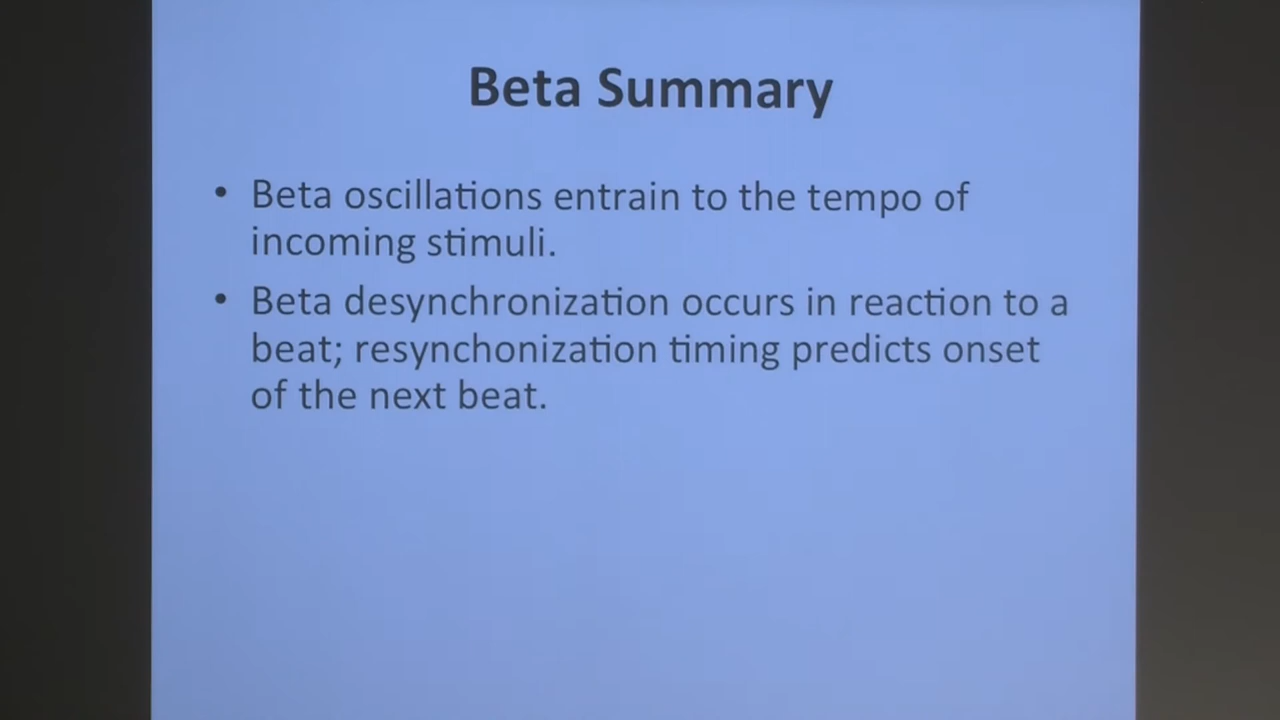 Beta Summary
• Beta oscillations entrain to the tempo of
incoming stimuli.
• Beta desynchronization occurs in reaction to a
beat; resynchonization timing predicts onset
of the next beat.